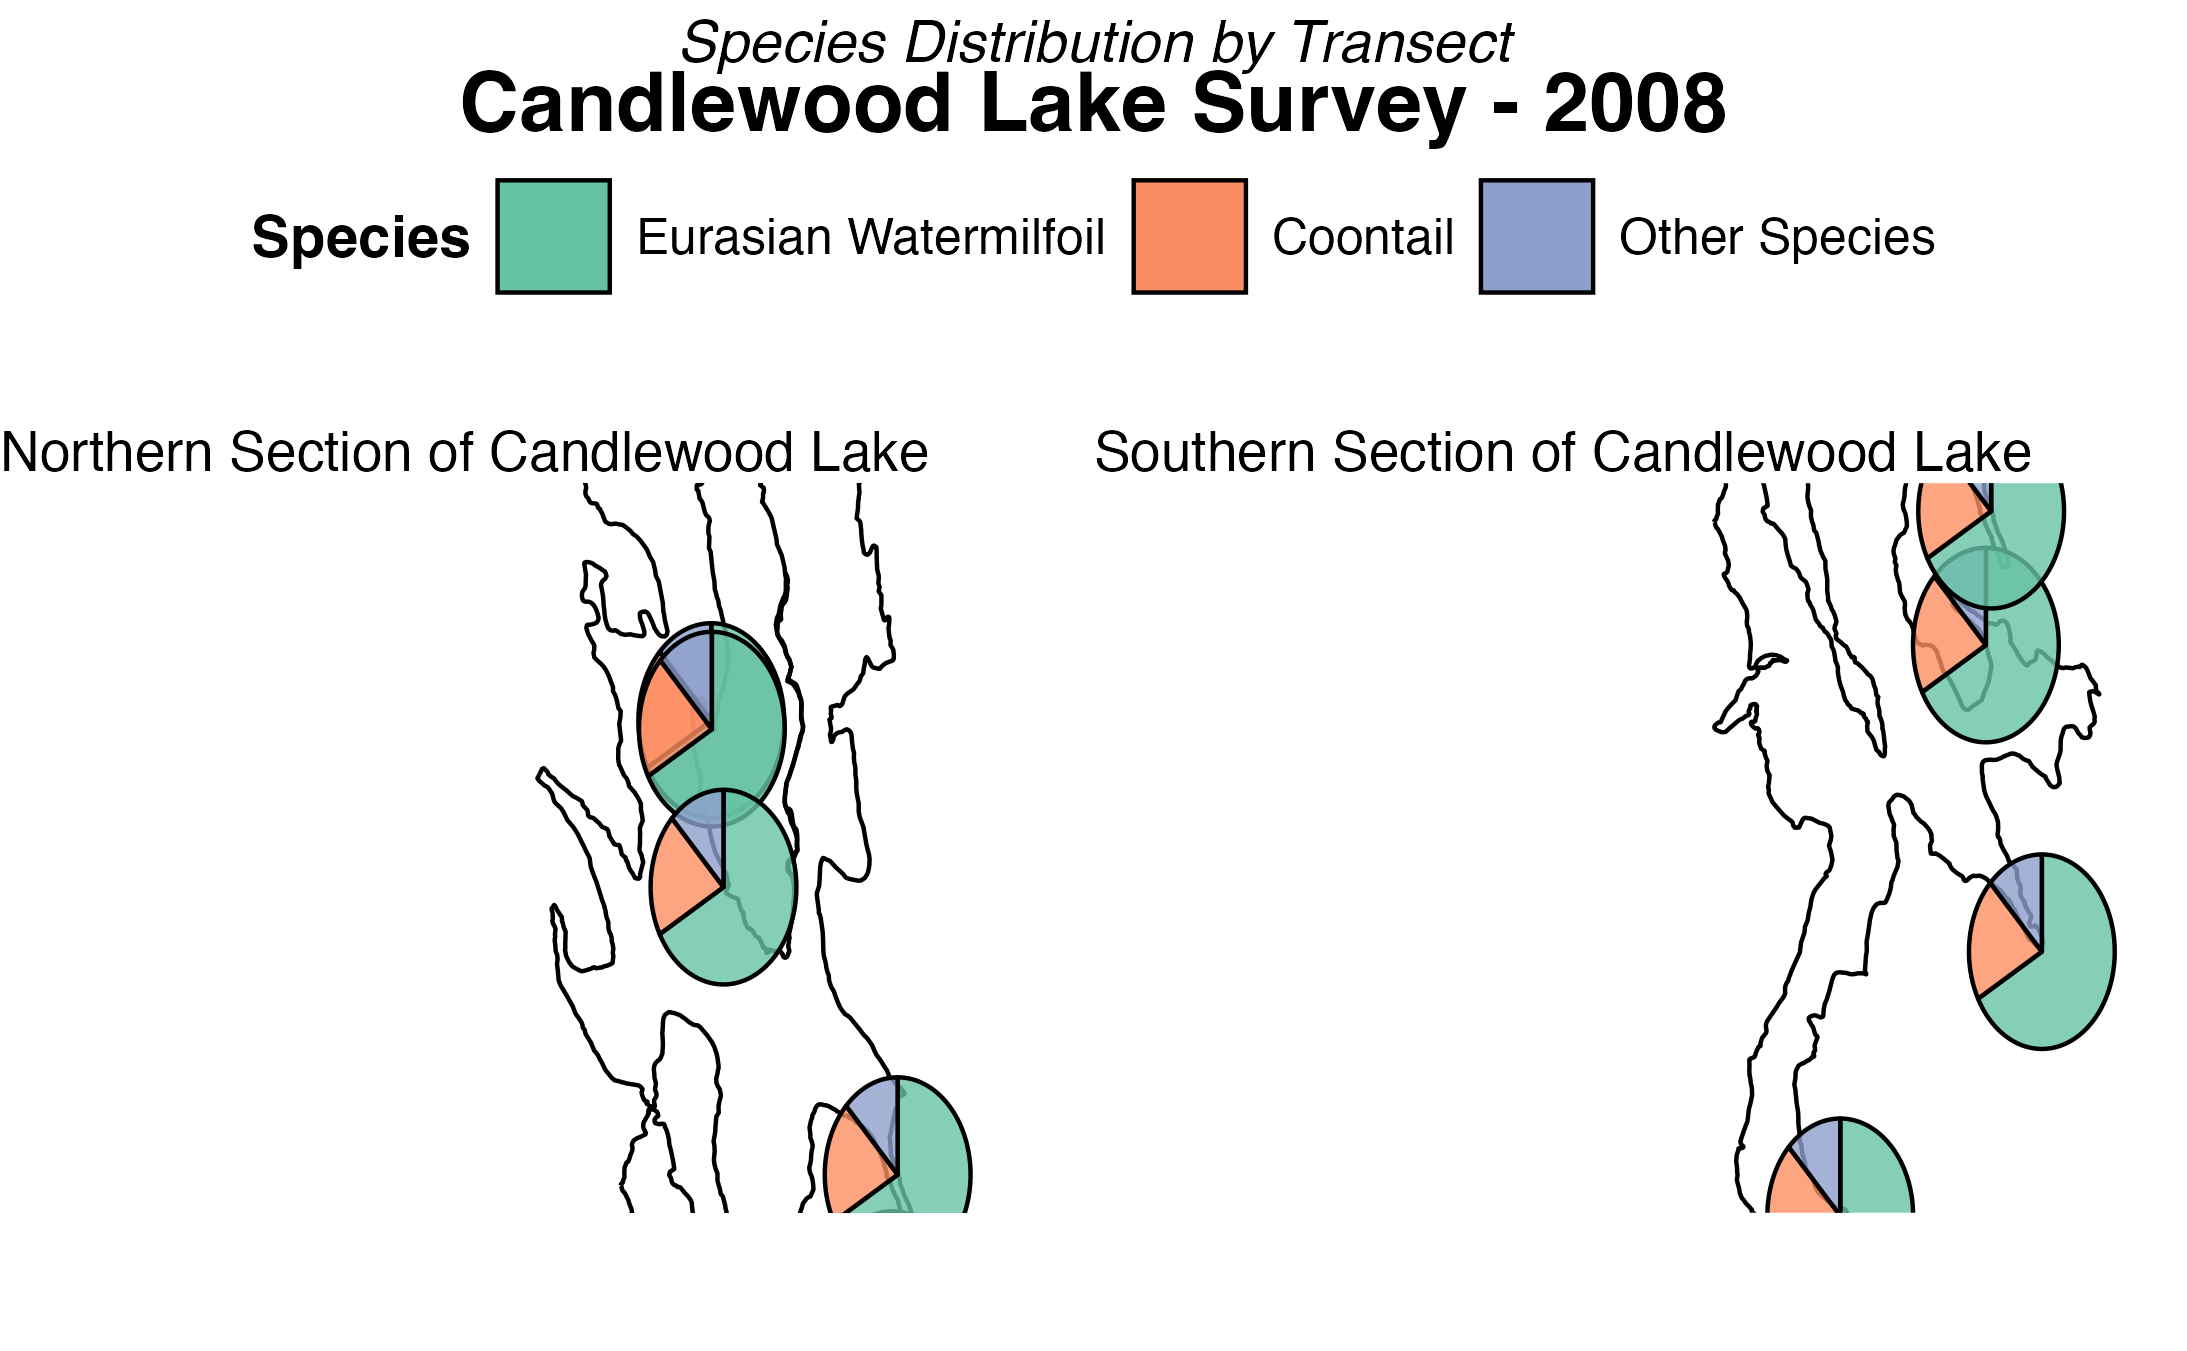 Species Distribution by Transect
Candlewood Lake Survey - 2008
Species Eurasian Watermilfoil Coontail Other Species
Northern Section of Candlewood Lake
Southern Section of Candlewood Lake